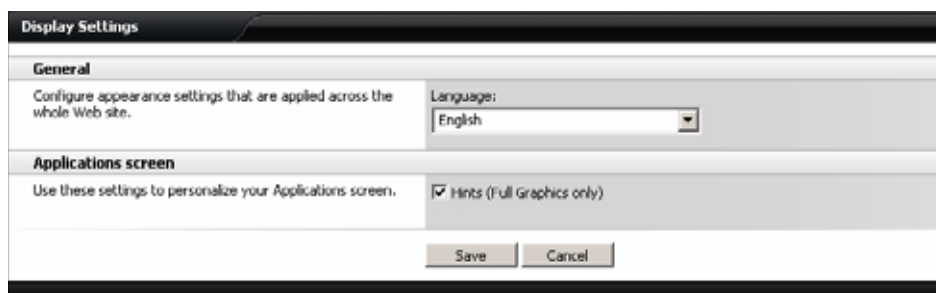 Display Settings
General
Configure appearance settings that are applied across the
whole Web site.
Language:
English
Applications screen
Use these settings to personalize your Applications screen.
Hints (Full Graphics only)
Save
Cancel